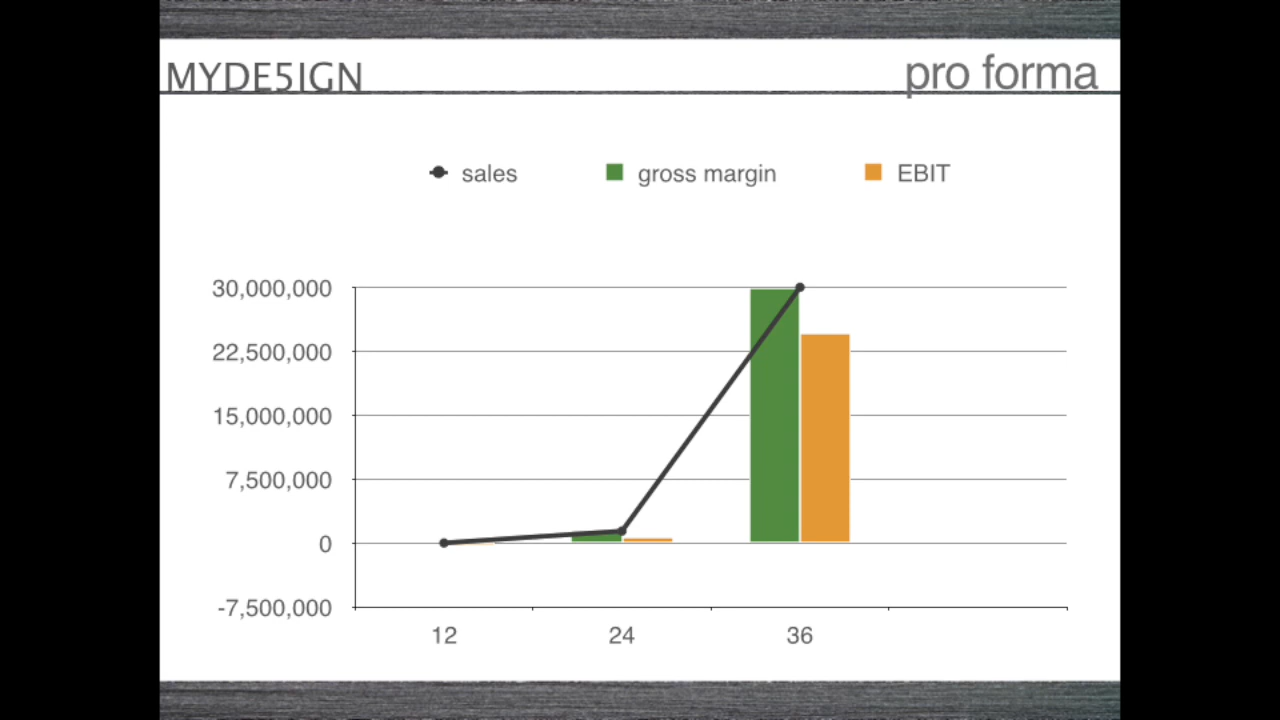 MYDE5IGN
pro forma
sales gross margin EBIT
30,000,000
22,500,000
15,000,000
7,500,000
0
-7,500,000
12 24 36